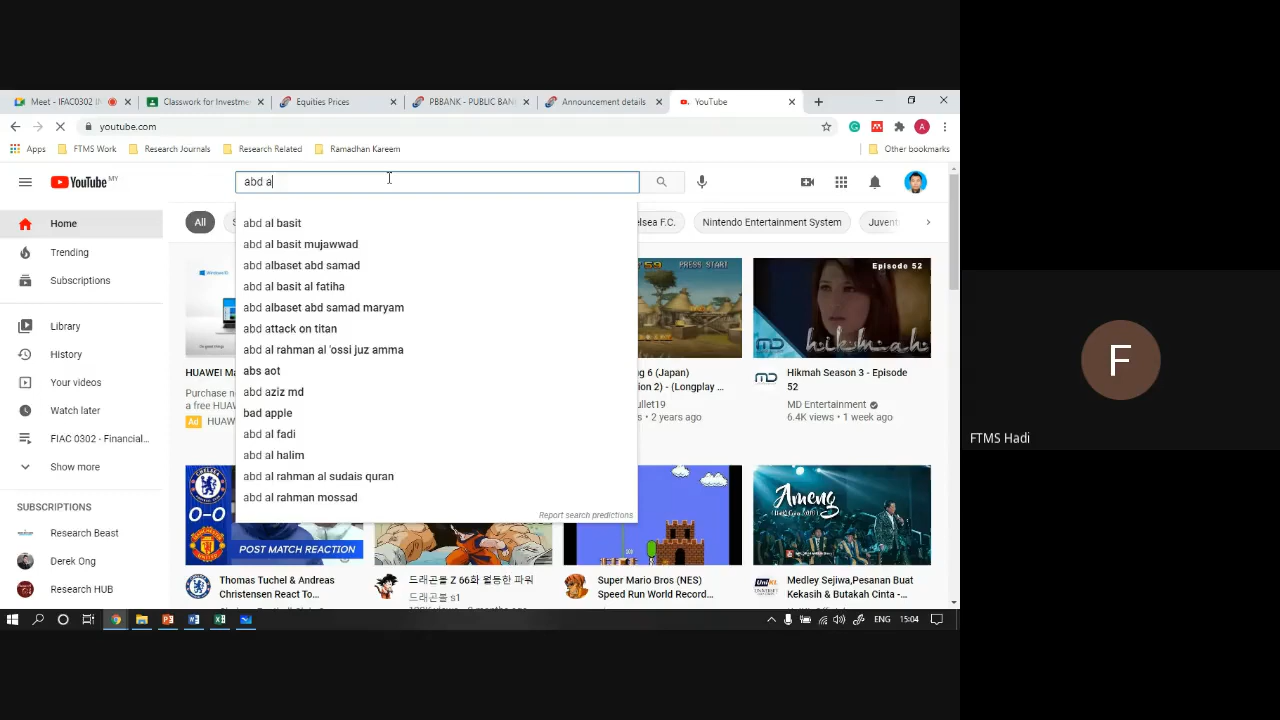 Meet - IFAC0302 IN
Classwork for Investme
Equities Prices
PBBANK - PUBLIC BAN
Announcement details
YouTube
youtube.com
Apps
FTMS Work
Research Journals
Research Related
Ramadhan Kareem
Other bookmarks
YouTube MY
abd a
Home
Trending
Subscriptions
Library
History
Your videos
Watch later
FIAC 0302 - Financial...
Show more
SUBSCRIPTIONS
Research Beast
Derek Ong
Research HUB
All
elsea F.C.
Nintendo Entertainment System
Juvent
abd al basit
abd al basit mujawwad
abd albaset abd samad
abd al basit al fatiha
abd albaset abd samad maryam
abd attack on titan
abd al rahman al 'ossi juz amma
abs aot
abd aziz md
bad apple
abd al fadi
abd al halim
abd al rahman al sudais quran
abd al rahman mossad
Report search predictions
Windows 10
HUAWEI Ma
Purchase n
a free HUAW
Ad HUAW
PRESS START
g 6 (Japan)
ion 2) - (Longplay ...
ullet19
s • 2 years ago
Episode 52
MD hikmah
Hikmah Season 3 - Episode
52
MD Entertainment
6.4K views • 1 week ago
0-0
POST MATCH REACTION
Thomas Tuchel & Andreas
Christensen React To...
드래곤볼 Z 66화 월등한 파워
드래곤볼 s1
Super Mario Bros (NES)
Speed Run World Record...
Ameng
Medley Sejiwa,Pesanan Buat
Kekasih & Butakah Cinta -...
ENG
15:04
F
FTMS Hadi